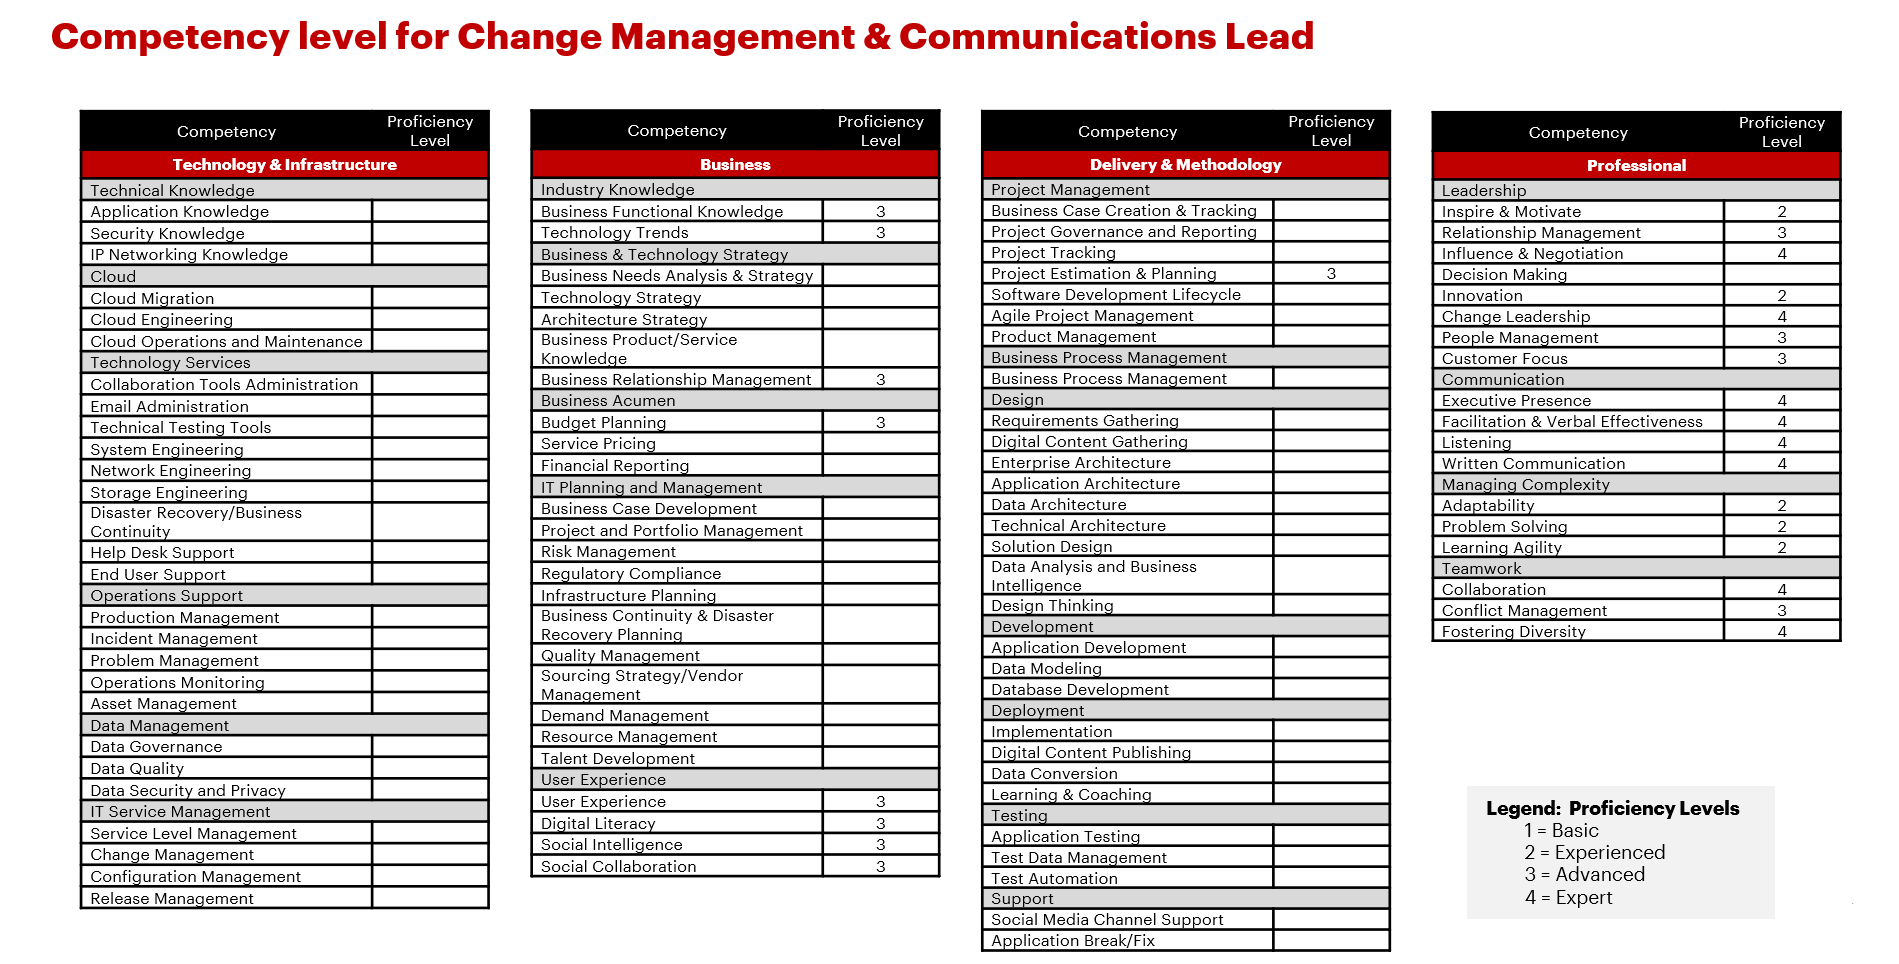 Competency level for Change Management & Communications Lead
Competency Proficiency
Level
Technology & Infrastructure
Technical Knowledge
Application Knowledge
Security Knowledge
IP Networking Knowledge
Cloud
Cloud Migration
Cloud Engineering
Cloud Operations and Maintenance
Technology Services
Collaboration Tools Administration
Email Administration
Technical Testing Tools
System Engineering
Network Engineering
Storage Engineering
Disaster Recovery/Business
Continuity
Help Desk Support
End User Support
Operations Support
Production Management
Incident Management
Problem Management
Operations Monitoring
Asset Management
Data Management
Data Governance
Data Quality
Data Security and Privacy
IT Service Management
Service Level Management
Change Management
Configuration Management
Release Management
Competency Proficiency
Level
Business
Industry Knowledge
Business Functional Knowledge 3
Technology Trends 3
Business & Technology Strategy
Business Needs Analysis & Strategy
Technology Strategy
Architecture Strategy
Business Product/Service
Knowledge
Business Relationship Management 3
Business Acumen
Budget Planning 3
Service Pricing
Financial Reporting
IT Planning and Management
Business Case Development
Project and Portfolio Management
Risk Management
Regulatory Compliance
Infrastructure Planning
Business Continuity & Disaster
Recovery Planning
Quality Management
Sourcing Strategy/Vendor
Management
Demand Management
Resource Management
Talent Development
User Experience
User Experience 3
Digital Literacy 3
Social Intelligence 3
Social Collaboration 3
Competency Proficiency
Level
Delivery & Methodology
Project Management
Business Case Creation & Tracking
Project Governance and Reporting
Project Tracking
Project Estimation & Planning 3
Software Development Lifecycle
Agile Project Management
Product Management
Business Process Management
Business Process Management
Design
Requirements Gathering
Digital Content Gathering
Enterprise Architecture
Application Architecture
Data Architecture
Technical Architecture
Solution Design
Data Analysis and Business
Intelligence
Design Thinking
Development
Application Development
Data Modeling
Database Development
Deployment
Implementation
Digital Content Publishing
Data Conversion
Learning & Coaching
Testing
Application Testing
Test Data Management
Test Automation
Support
Social Media Channel Support
Application Break/Fix
Competency Proficiency
Level
Professional
Leadership
Inspire & Motivate 2
Relationship Management 3
Influence & Negotiation 4
Decision Making
Innovation 2
Change Leadership 4
People Management 3
Customer Focus 3
Communication
Executive Presence 4
Facilitation & Verbal Effectiveness 4
Listening 4
Written Communication 4
Managing Complexity
Adaptability 2
Problem Solving 2
Learning Agility 2
Teamwork
Collaboration 4
Conflict Management 3
Fostering Diversity 4
Legend: Proficiency Levels
1 = Basic
2 = Experienced
3 = Advanced
4 = Expert